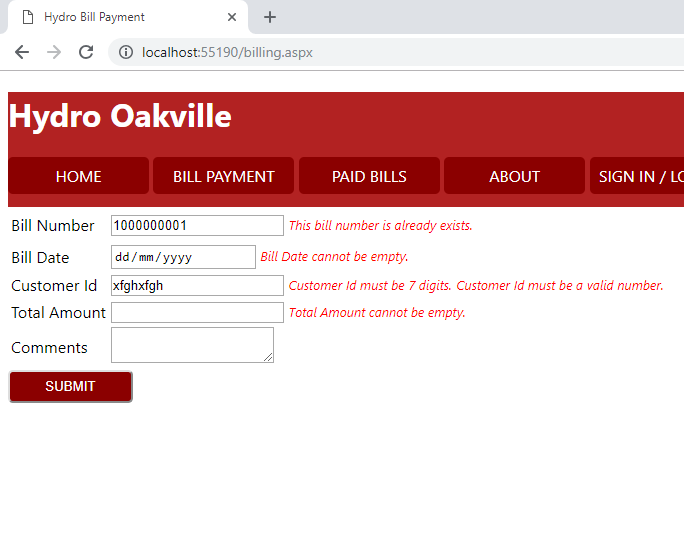 Hydro Bill Payment
localhost:55190/billing.aspx
Hydro Oakville
HOME BILL PAYMENT PAID BILLS ABOUT SIGN IN / LO
Bill Number 1000000001 This bill number is already exists.
Bill Date dd/mm/yyyy Bill Date cannot be empty.
Customer Id xfghxfgh Customer Id must be 7 digits. Customer Id must be a valid number.
Total Amount Total Amount cannot be empty.
Comments
SUBMIT